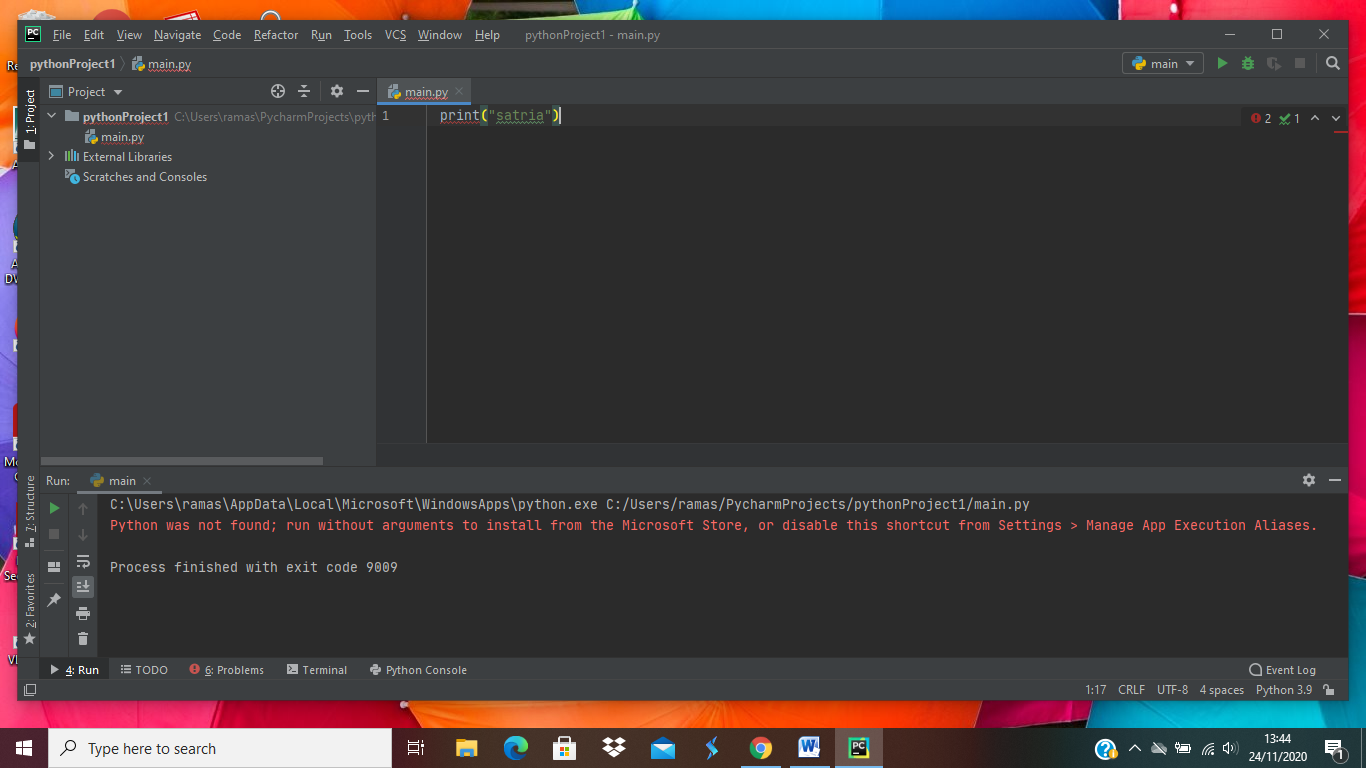 PC File Edit View Navigate Code Refactor Run Tools VCS Window Help pythonProject1 - main.py
pythonProject1 main.py main
1: Project
Project
main.py
pythonProject1 C:\Users\ramas\PycharmProjects\pyth
main.py
External Libraries
Scratches and Consoles
1 print("satria")
2 1
Run: main
C:\Users\ramas\AppData\Local\Microsoft\WindowsApps\python.exe C:/Users/ramas/PycharmProjects/pythonProject1/main.py
Python was not found; run without arguments to install from the Microsoft Store, or disable this shortcut from Settings > Manage App Execution Aliases.
Process finished with exit code 9009
7: Structure
2: Favorites
4: Run TODO 6: Problems Terminal Python Console Event Log
1:17 CRLF UTF-8 4 spaces Python 3.9
Type here to search
PC
13:44
24/11/2020
1